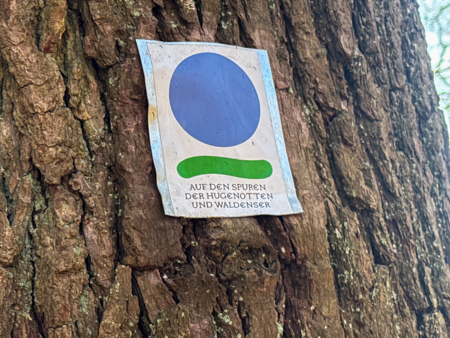 AUF DEN SPUREN
DER HUGENOTTEN
UND WALDENSER